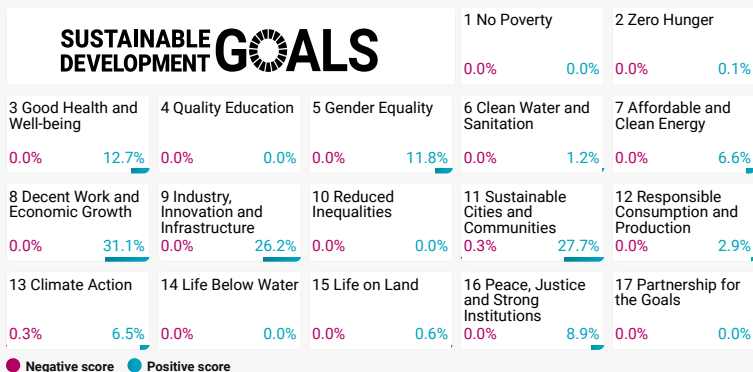 SUSTAINABLE
DEVELOPMENT
GOALS
1 No Poverty
0.0% 0.0%
2 Zero Hunger
0.0% 0.1%
3 Good Health and
Well-being
0.0% 12.7%
4 Quality Education
0.0% 0.0%
5 Gender Equality
0.0% 11.8%
6 Clean Water and
Sanitation
0.0% 1.2%
7 Affordable and
Clean Energy
0.0% 6.6%
8 Decent Work and
Economic Growth
0.0% 31.1%
9 Industry,
Innovation and
Infrastructure
0.0% 26.2%
10 Reduced
Inequalities
0.0% 0.0%
11 Sustainable
Cities and
Communities
0.3% 27.7%
12 Responsible
Consumption and
Production
0.0% 2.9%
13 Climate Action
0.3% 6.5%
14 Life Below Water
0.0% 0.0%
15 Life on Land
0.0% 0.6%
16 Peace, Justice
and Strong
Institutions
0.0% 8.9%
17 Partnership for
the Goals
0.0% 0.0%
Negative score Positive score